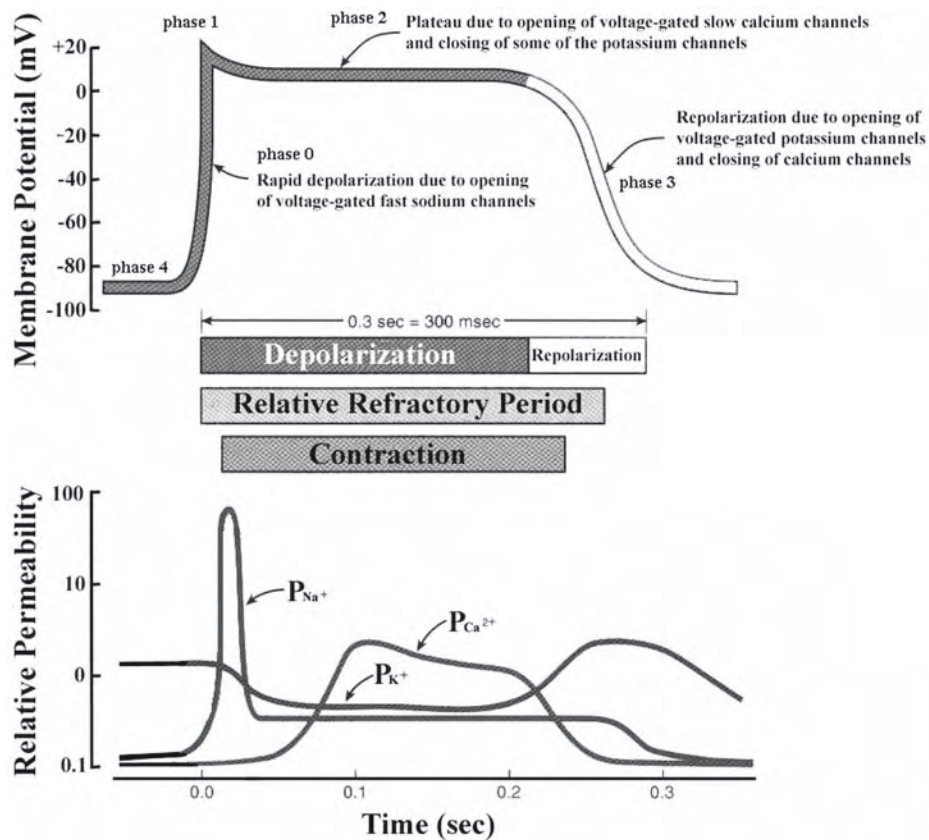 Membrane Potential (mV)
+20
0
-20
-40
-60
-80
-100
phase 1
phase 2
Plateau due to opening of voltage-gated slow calcium channels
and closing of some of the potassium channels
phase 0
Rapid depolarization due to opening
of voltage-gated fast sodium channels
Repolarization due to opening of
voltage-gated potassium channels
and closing of calcium channels
phase 3
phase 4
0.3 sec = 300 msec
Depolarization
Repolarization
Relative Refractory Period
Contraction
Relative Permeability
100
10
0
0.1
PNa+
PCa2+
PK+
0.0
0.1
0.2
0.3
Time (sec)